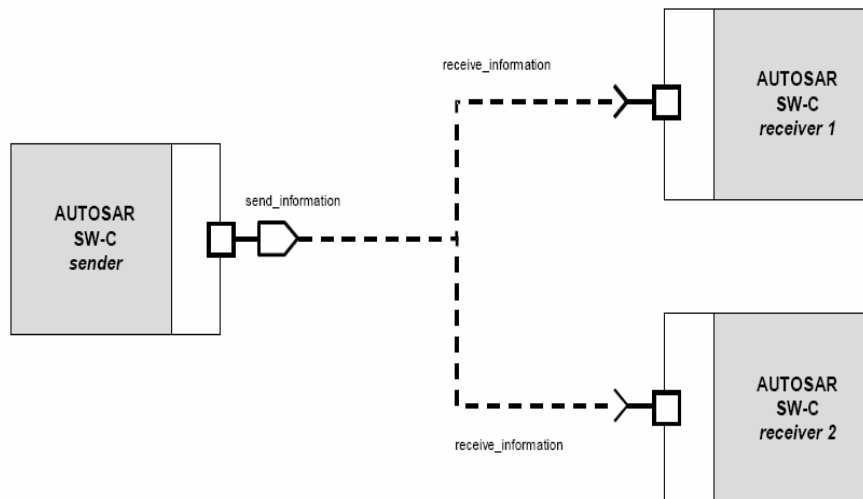 receive_information
AUTOSAR
SW-C
receiver 1
send_information
AUTOSAR
SW-C
sender
AUTOSAR
SW-C
receiver 2
receive_information